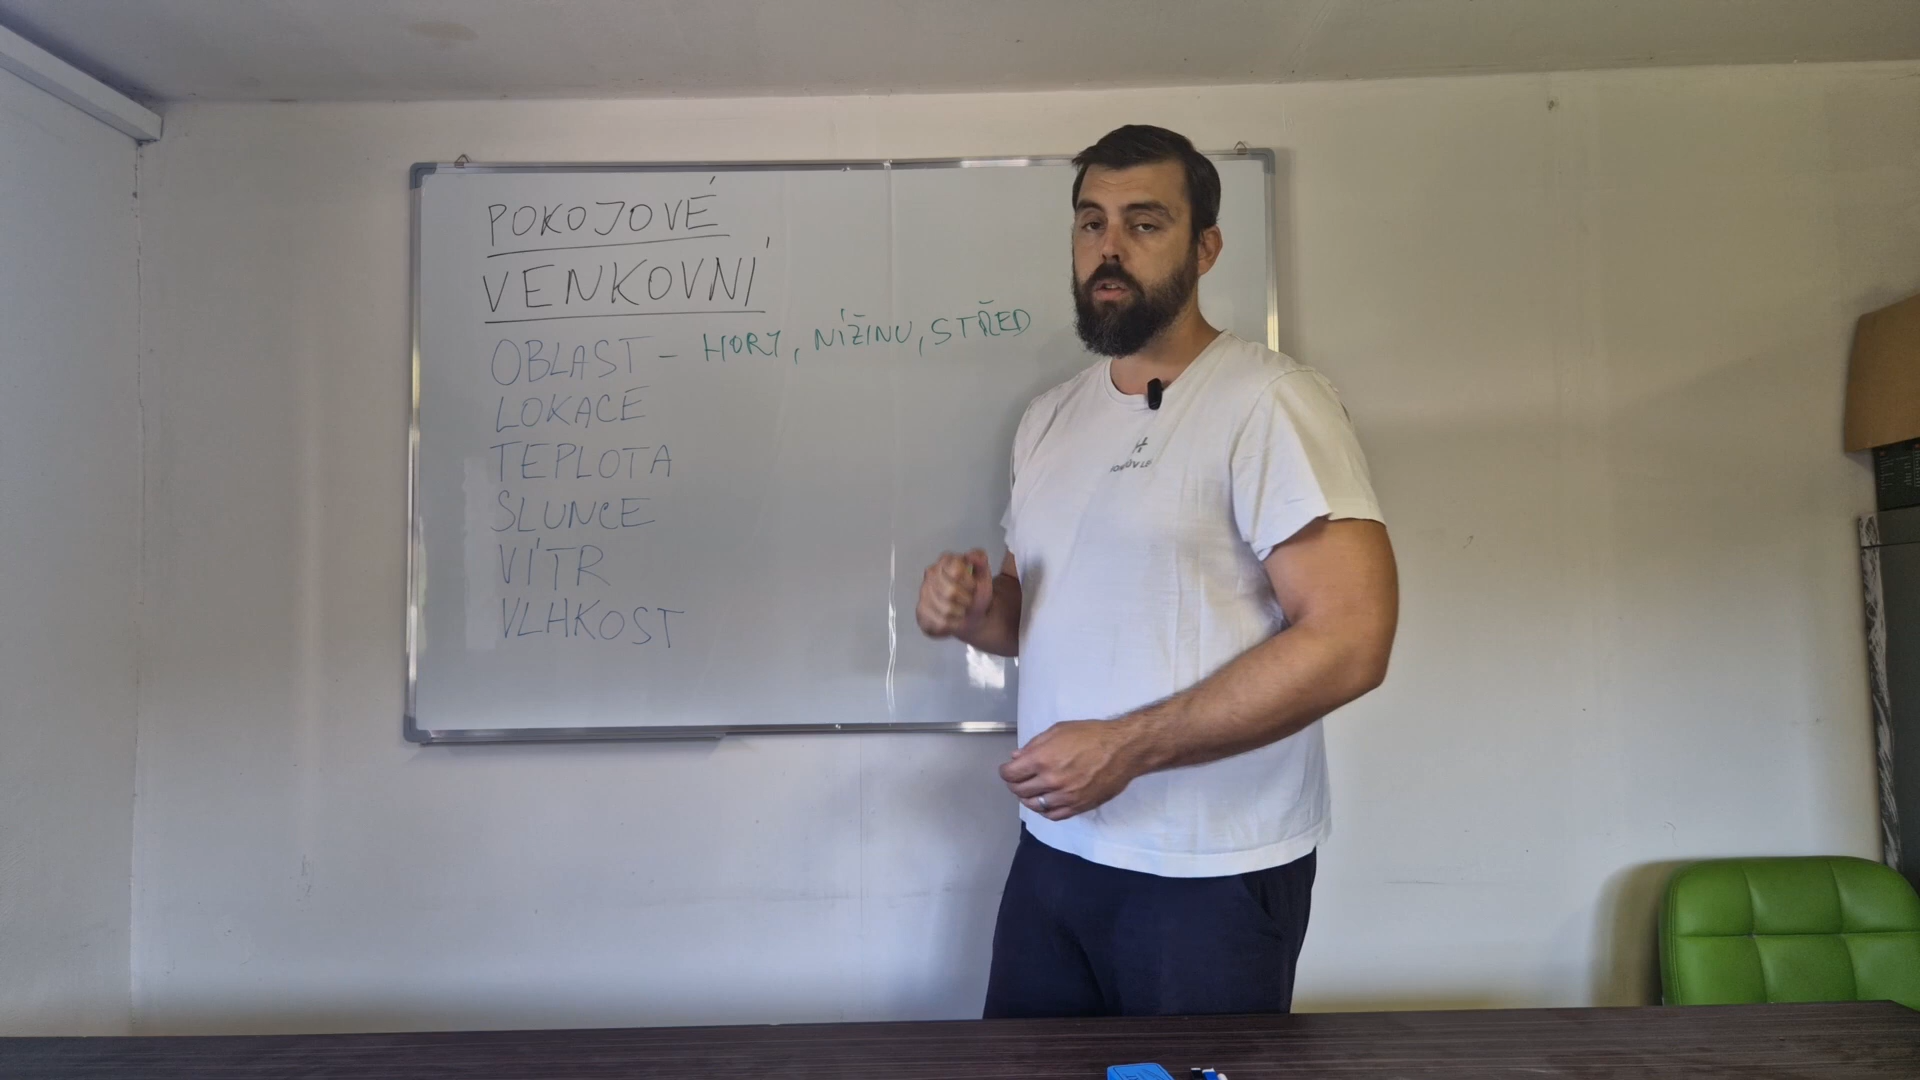 POKOJOVÉ
VENKOVNÍ
OBLAST - HORY, NÍŽINU, STŘED
LOKACE
TEPLOTA
SLUNCE
VÍTR
VLHKOST